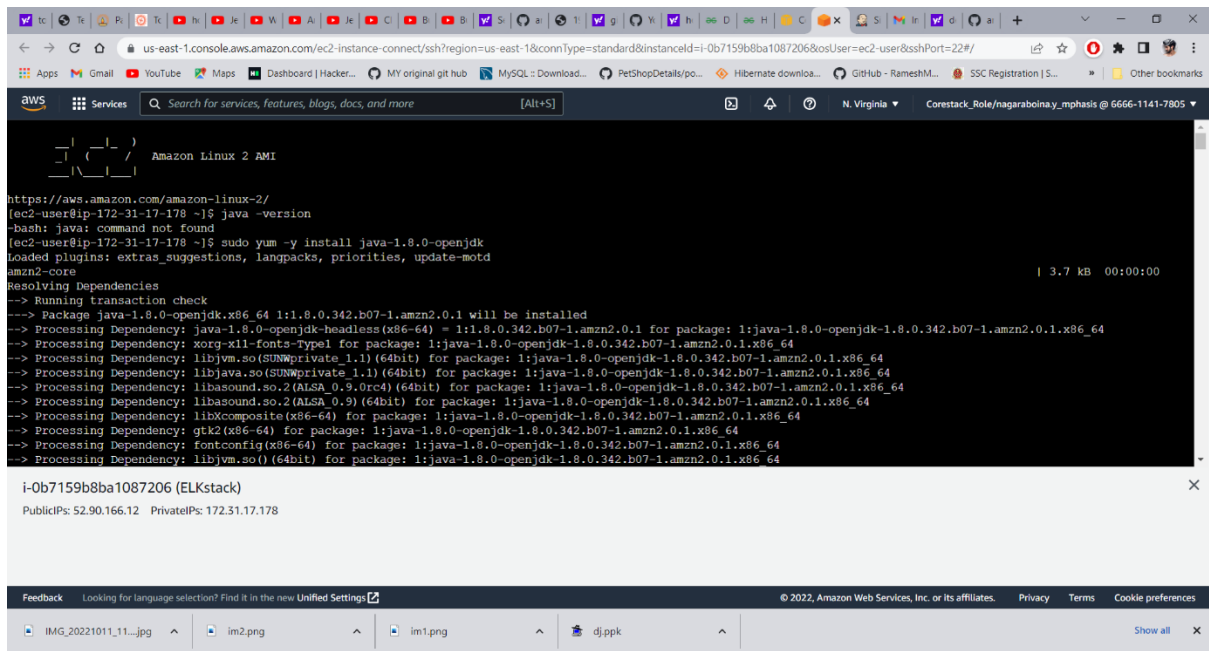 tc Te Pi Te ho Je W A Je Cl B Bi S ar 1 gi Yo h D H C x Si In d ar
us-east-1.console.aws.amazon.com/ec2-instance-connect/ssh?region=us-east-1&connType=standard&instanceId=i-0b7159b8ba1087206&osUser=ec2-user&sshPort=22#/
Apps Gmail YouTube Maps Dashboard | Hacker... MY original git hub MySQL :: Download... PetShopDetails/po... Hibernate downloa... GitHub - RameshM... SSC Registration | S... » Other bookmarks
aws Services Search for services, features, blogs, docs, and more [Alt+S] N. Virginia ▼ Corestack_Role/nagaraboina.y_mphasis @ 6666-1141-7805 ▼
__| __|_ )
_| ( / Amazon Linux 2 AMI
___|\___|___|
https://aws.amazon.com/amazon-linux-2/
[ec2-user@ip-172-31-17-178 ~]$ java -version
-bash: java: command not found
[ec2-user@ip-172-31-17-178 ~]$ sudo yum -y install java-1.8.0-openjdk
Loaded plugins: extras_suggestions, langpacks, priorities, update-motd
amzn2-core | 3.7 kB 00:00:00
Resolving Dependencies
--> Running transaction check
---> Package java-1.8.0-openjdk.x86_64 1:1.8.0.342.b07-1.amzn2.0.1 will be installed
--> Processing Dependency: java-1.8.0-openjdk-headless(x86-64) = 1:1.8.0.342.b07-1.amzn2.0.1 for package: 1:java-1.8.0-openjdk-1.8.0.342.b07-1.amzn2.0.1.x86_64
--> Processing Dependency: xorg-x11-fonts-Type1 for package: 1:java-1.8.0-openjdk-1.8.0.342.b07-1.amzn2.0.1.x86_64
--> Processing Dependency: libjvm.so(SUNWprivate_1.1)(64bit) for package: 1:java-1.8.0-openjdk-1.8.0.342.b07-1.amzn2.0.1.x86_64
--> Processing Dependency: libjava.so(SUNWprivate_1.1)(64bit) for package: 1:java-1.8.0-openjdk-1.8.0.342.b07-1.amzn2.0.1.x86_64
--> Processing Dependency: libasound.so.2(ALSA_0.9.0rc4)(64bit) for package: 1:java-1.8.0-openjdk-1.8.0.342.b07-1.amzn2.0.1.x86_64
--> Processing Dependency: libasound.so.2(ALSA_0.9)(64bit) for package: 1:java-1.8.0-openjdk-1.8.0.342.b07-1.amzn2.0.1.x86_64
--> Processing Dependency: libXcomposite(x86-64) for package: 1:java-1.8.0-openjdk-1.8.0.342.b07-1.amzn2.0.1.x86_64
--> Processing Dependency: gtk2(x86-64) for package: 1:java-1.8.0-openjdk-1.8.0.342.b07-1.amzn2.0.1.x86_64
--> Processing Dependency: fontconfig(x86-64) for package: 1:java-1.8.0-openjdk-1.8.0.342.b07-1.amzn2.0.1.x86_64
--> Processing Dependency: libjvm.so()(64bit) for package: 1:java-1.8.0-openjdk-1.8.0.342.b07-1.amzn2.0.1.x86_64
i-0b7159b8ba1087206 (ELKstack)
PublicIPs: 52.90.166.12 PrivateIPs: 172.31.17.178
Feedback Looking for language selection? Find it in the new Unified Settings © 2022, Amazon Web Services, Inc. or its affiliates. Privacy Terms Cookie preferences
IMG_20221011_11....jpg im2.png im1.png dj.ppk Show all